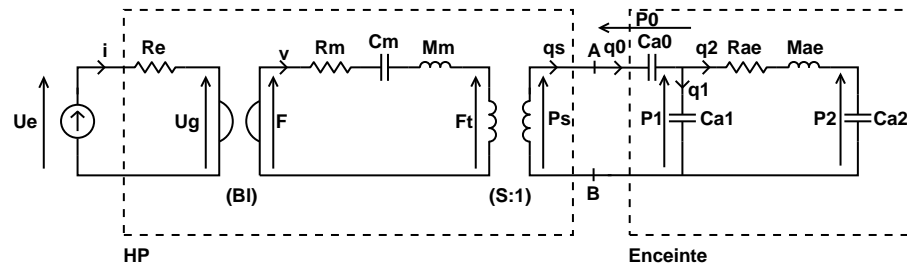 P0
i Re v Rm Cm Mm qs A q0 Ca0 q2 Rae Mae
q1
Ue Ug F Ft Ps P1 Ca1 P2 Ca2
(Bl) (S:1) B
HP Enceinte